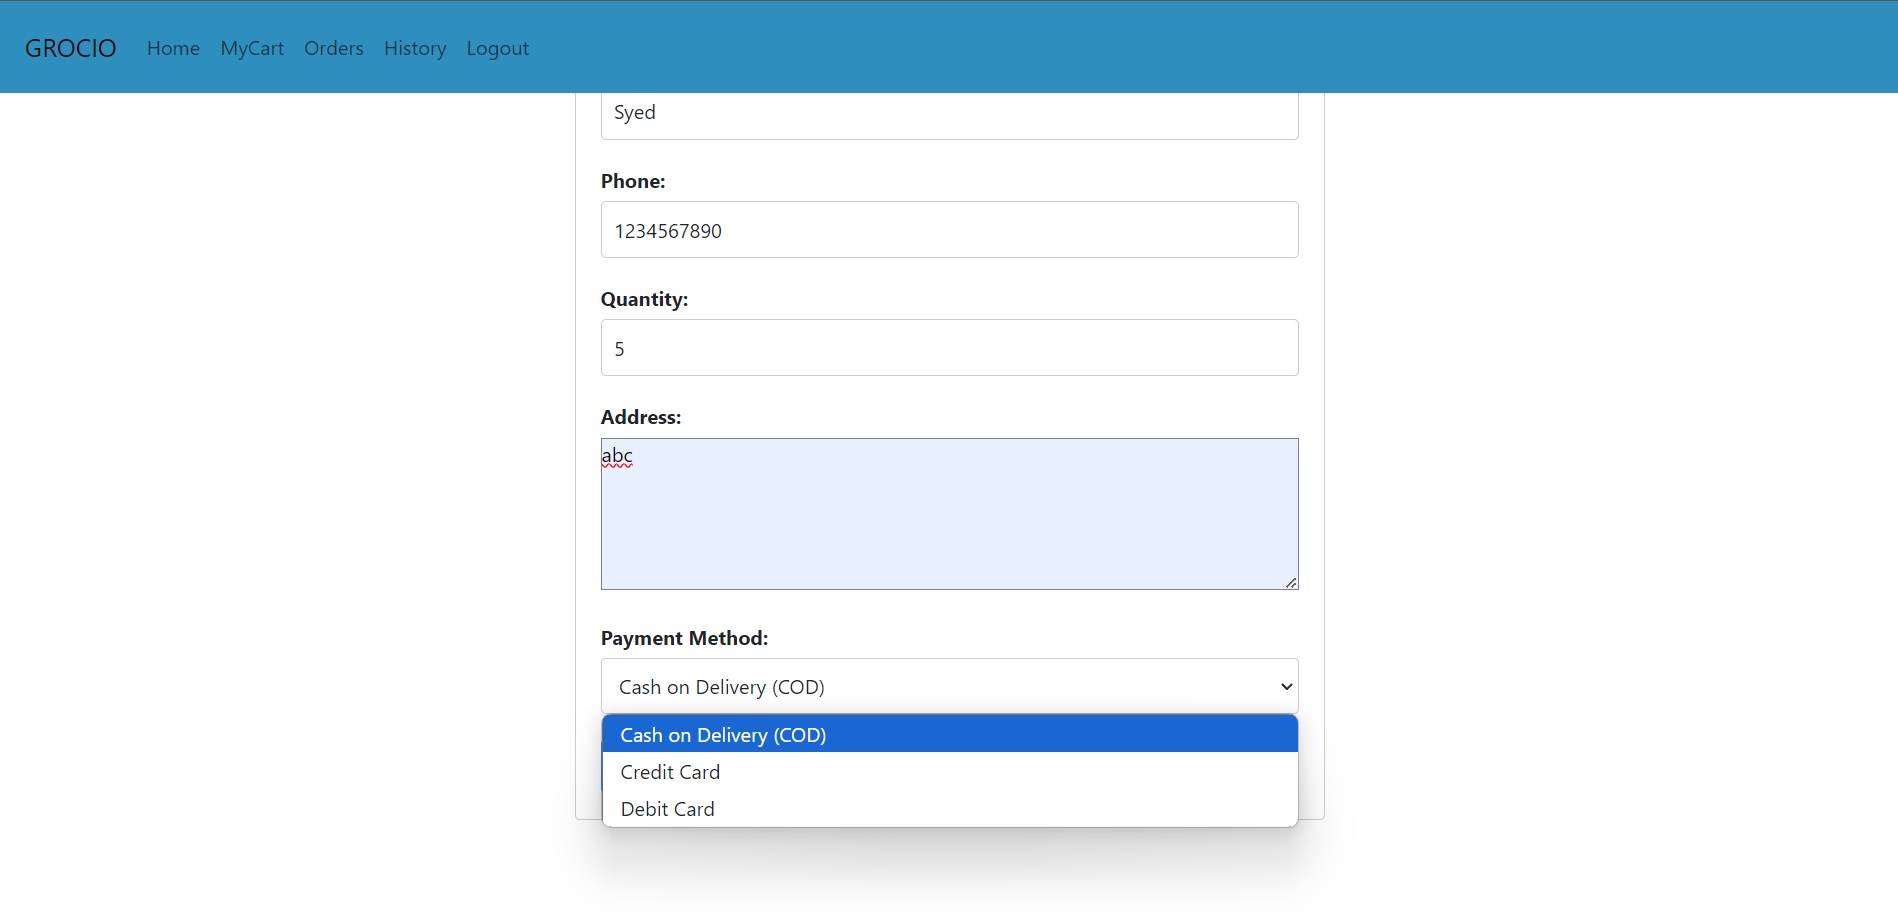 GROCIO Home MyCart Orders History Logout
Syed
Phone:
1234567890
Quantity:
5
Address:
abc
Payment Method:
Cash on Delivery (COD)
Cash on Delivery (COD)
Credit Card
Debit Card